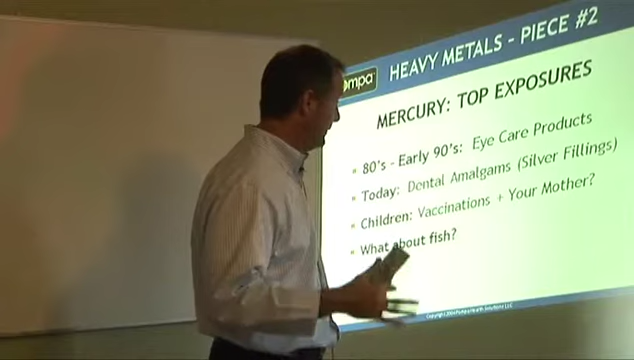 HEAVY METALS - PIECE #2
ompa
MERCURY: TOP EXPOSURES
80's - Early 90's: Eye Care Products
Today: Dental Amalgams (Silver Fillings)
Children: Vaccinations + Your Mother?
What about fish?